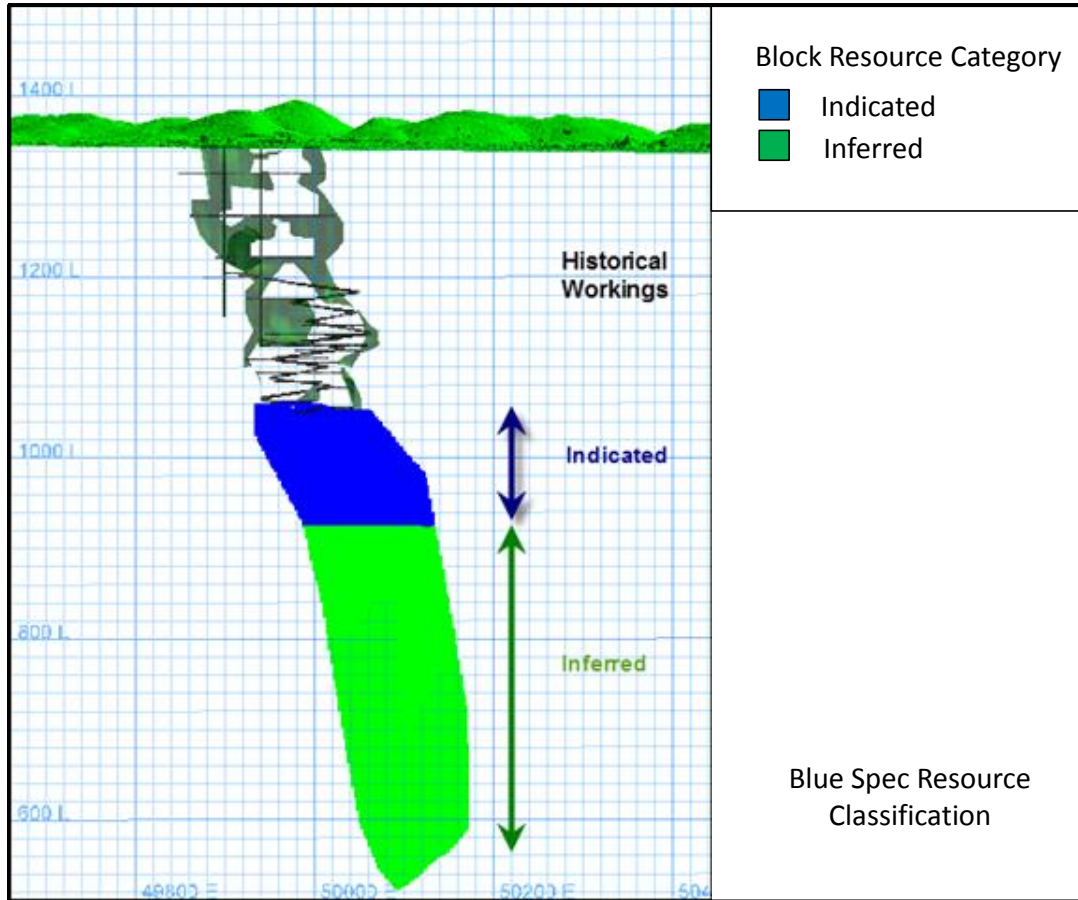 Block Resource Category
Indicated
Inferred
1400 L
1200 L
Historical
Workings
1000 L
Indicated
800 L
Inferred
600 L
49800 E
50000 E
50200 E
504
Blue Spec Resource
Classification